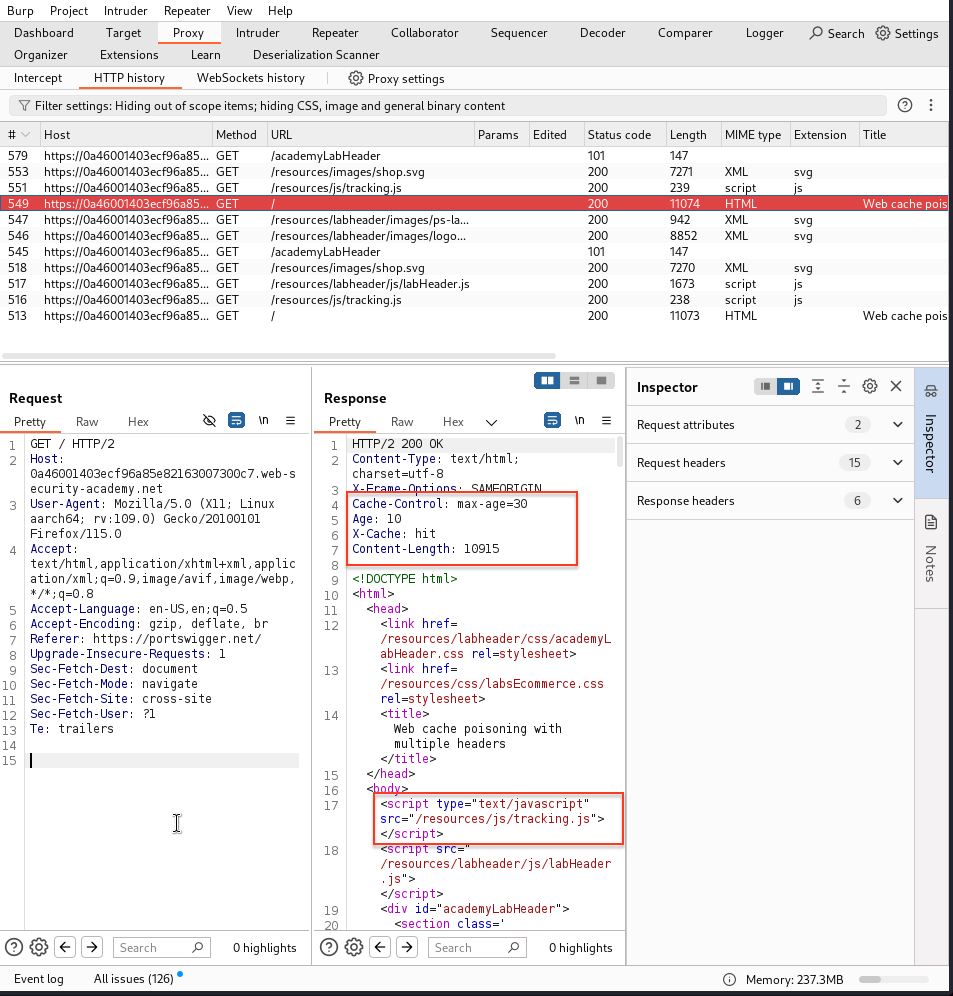 Burp Project Intruder Repeater View Help
Dashboard Target Proxy Intruder Repeater Collaborator Sequencer Decoder Comparer Logger Search Settings
Organizer Extensions Learn Deserialization Scanner
Intercept HTTP history WebSockets history Proxy settings
Filter settings: Hiding out of scope items; hiding CSS, image and general binary content
# Host Method URL Params Edited Status code Length MIME type Extension Title
579 https://0a46001403ecf96a85... GET /academyLabHeader 101 147
553 https://0a46001403ecf96a85... GET /resources/images/shop.svg 200 7271 XML svg
551 https://0a46001403ecf96a85... GET /resources/js/tracking.js 200 239 script js
549 https://0a46001403ecf96a85... GET / 200 11074 HTML Web cache pois
547 https://0a46001403ecf96a85... GET /resources/labheader/images/ps-la... 200 942 XML svg
546 https://0a46001403ecf96a85... GET /resources/labheader/images/logo... 200 8852 XML svg
545 https://0a46001403ecf96a85... GET /academyLabHeader 101 147
518 https://0a46001403ecf96a85... GET /resources/images/shop.svg 200 7270 XML svg
517 https://0a46001403ecf96a85... GET /resources/labheader/js/labHeader.js 200 1673 script js
516 https://0a46001403ecf96a85... GET /resources/js/tracking.js 200 238 script js
513 https://0a46001403ecf96a85... GET / 200 11073 HTML Web cache pois
Request
Pretty Raw Hex \n
1 GET / HTTP/2
2 Host:
0a46001403ecf96a85e82163007300c7.web-s
ecurity-academy.net
3 User-Agent: Mozilla/5.0 (X11; Linux
aarch64; rv:109.0) Gecko/20100101
Firefox/115.0
4 Accept:
text/html,application/xhtml+xml,applic
ation/xml;q=0.9,image/avif,image/webp,
*/*;q=0.8
5 Accept-Language: en-US,en;q=0.5
6 Accept-Encoding: gzip, deflate, br
7 Referer: https://portswigger.net/
8 Upgrade-Insecure-Requests: 1
9 Sec-Fetch-Dest: document
10 Sec-Fetch-Mode: navigate
11 Sec-Fetch-Site: cross-site
12 Sec-Fetch-User: ?1
13 Te: trailers
14
15
Search 0 highlights
Response
Pretty Raw Hex \n
1 HTTP/2 200 OK
2 Content-Type: text/html;
charset=utf-8
3 X-Frame-Options: SAMEORIGIN
4 Cache-Control: max-age=30
5 Age: 10
6 X-Cache: hit
7 Content-Length: 10915
8
9 <!DOCTYPE html>
10 <html>
11 <head>
12 <link href=
/resources/labheader/css/academyL
abHeader.css rel=stylesheet>
13 <link href=
/resources/css/labsEcommerce.css
rel=stylesheet>
14 <title>
Web cache poisoning with
multiple headers
</title>
15 </head>
16 <body>
17 <script type="text/javascript"
src="/resources/js/tracking.js">
</script>
18 <script src="
/resources/labheader/js/labHeader
.js">
</script>
19 <div id="academyLabHeader">
20 <section class='
Search 0 highlights
Inspector
Request attributes 2
Request headers 15
Response headers 6
Inspector
Notes
Event log All issues (126) Memory: 237.3MB